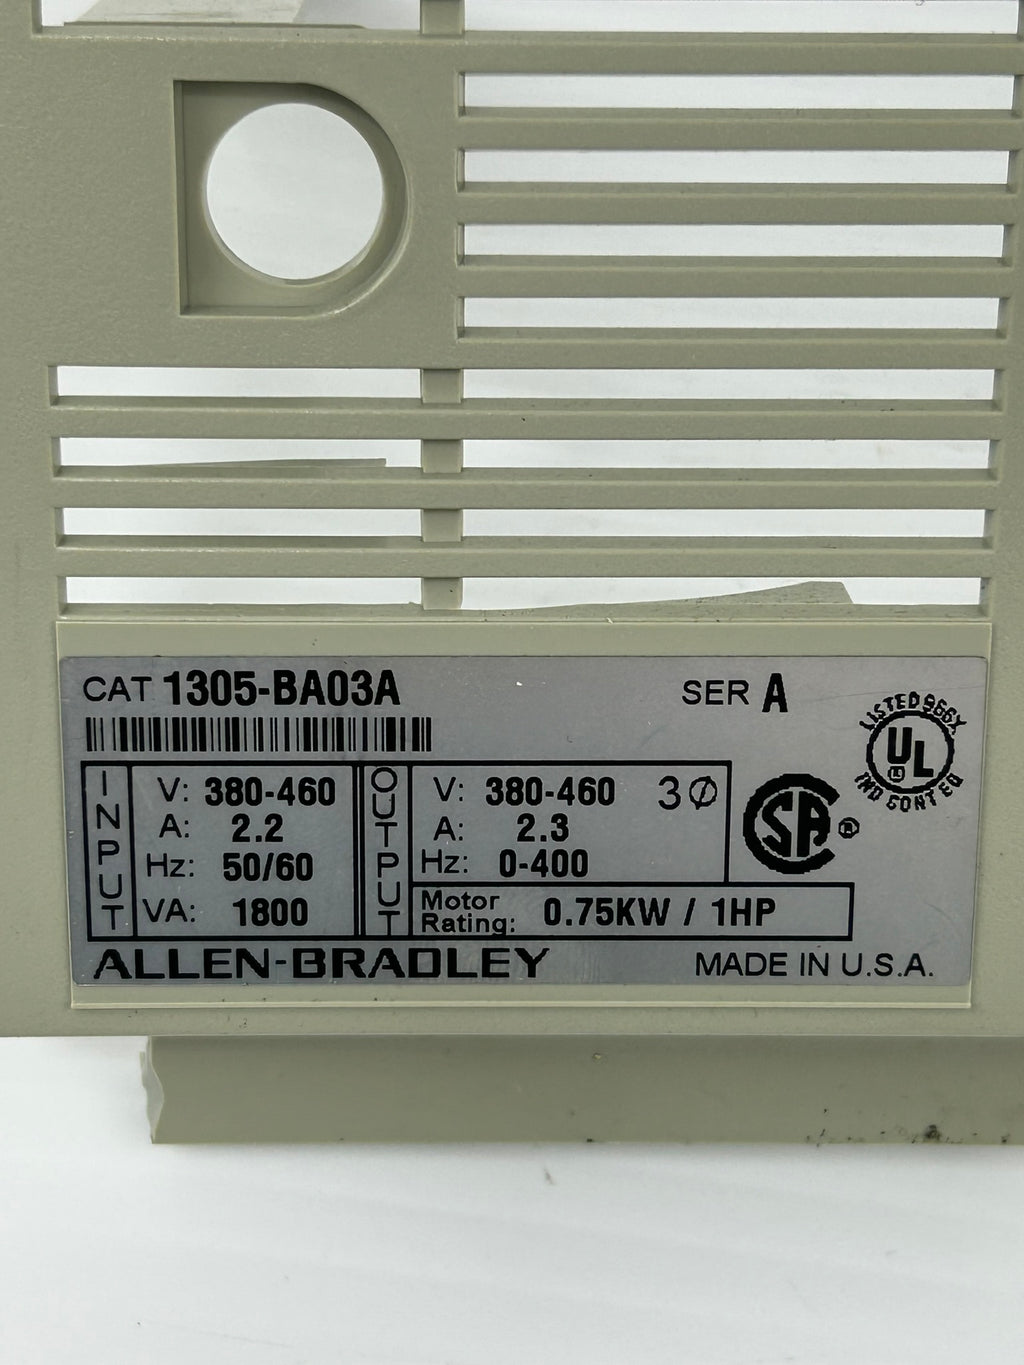 CAT 1305-BA03A
SER A
LISTED 966X
UL
IND CONT EQ
SA ®
INPUT
V: 380-460
A: 2.2
Hz: 50/60
VA: 1800
OUTPUT
V: 380-460 3Ø
A: 2.3
Hz: 0-400
Motor
Rating: 0.75KW / 1HP
ALLEN-BRADLEY
MADE IN U.S.A.